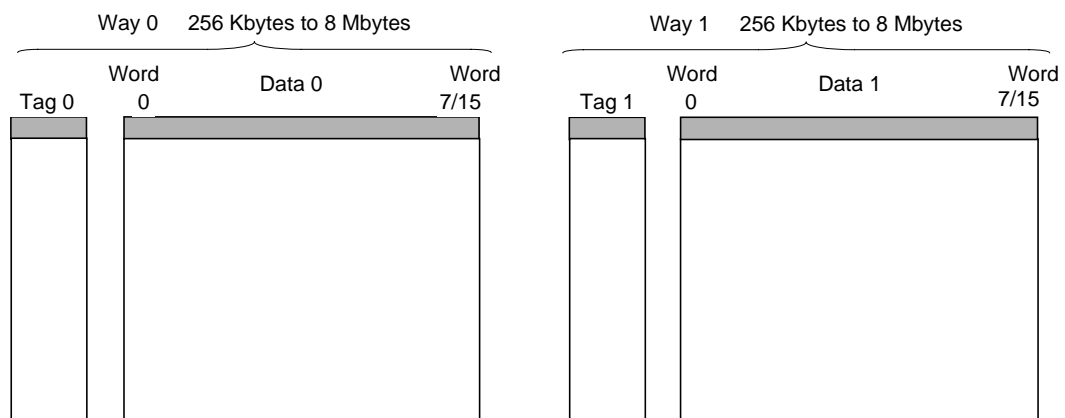 Way 0 256 Kbytes to 8 Mbytes
Word Data 0 Word
Tag 0 0 7/15
Way 1 256 Kbytes to 8 Mbytes
Word Data 1 Word
Tag 1 0 7/15